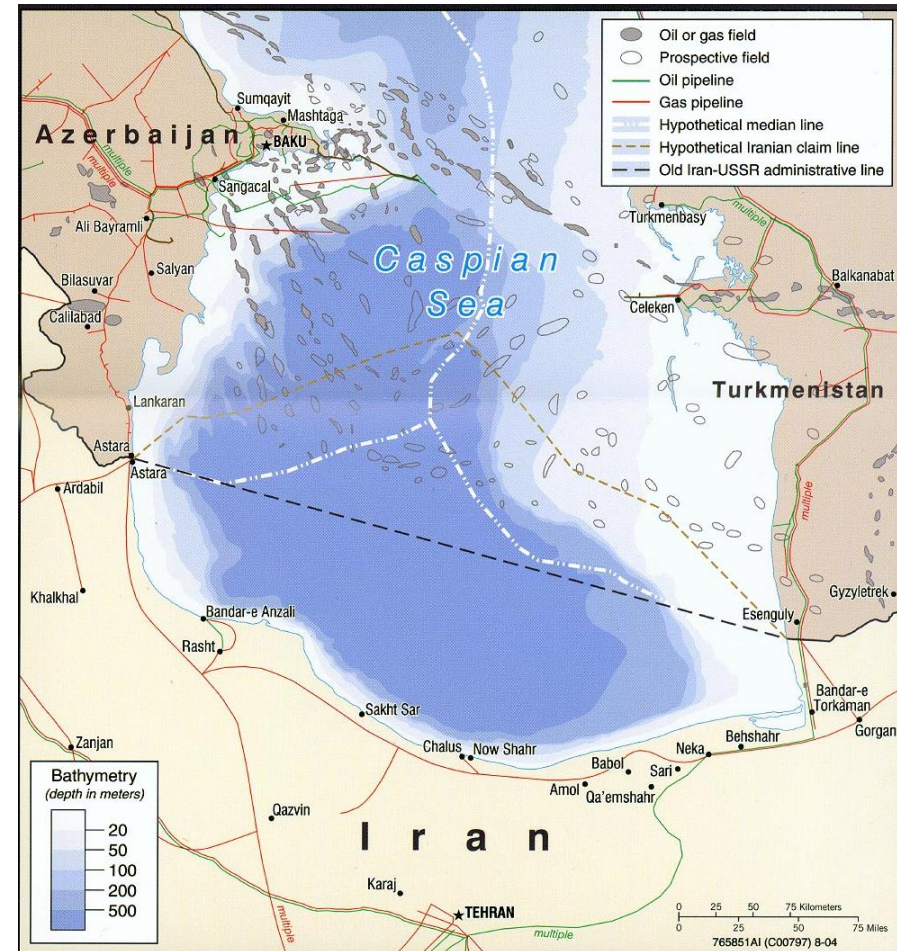 Oil or gas field
Prospective field
Oil pipeline
Gas pipeline
Hypothetical median line
Hypothetical Iranian claim line
Old Iran-USSR administrative line
Sumqayit
Mashtaga
Azerbaijan
BAKU
multiple
multiple
Sangacal
Ali Bayramli
Turkmenbasy
multiple
Caspian
Sea
Salyan
Bilasuvar
Balkanabat
Calilabad
Celeken
Turkmenistan
Lankaran
Astara
Astara
Ardabil
multiple
Khalkhal
Gyzyletrek
Bandar-e Anzali
Esenguly
Rasht
Bandar-e
Torkaman
Sakht Sar
Gorgan
Zanjan
Chalus
Now Shahr
Neka
Behshahr
Babol
Sari
Amol
Qa'emshahr
Bathymetry
(depth in meters)
20
50
100
200
500
Qazvin
Iran
Karaj
TEHRAN
multiple
multiple
0 25 50 75 Kilometers
0 25 50 75 Miles
765851AI (C00797) 8-04